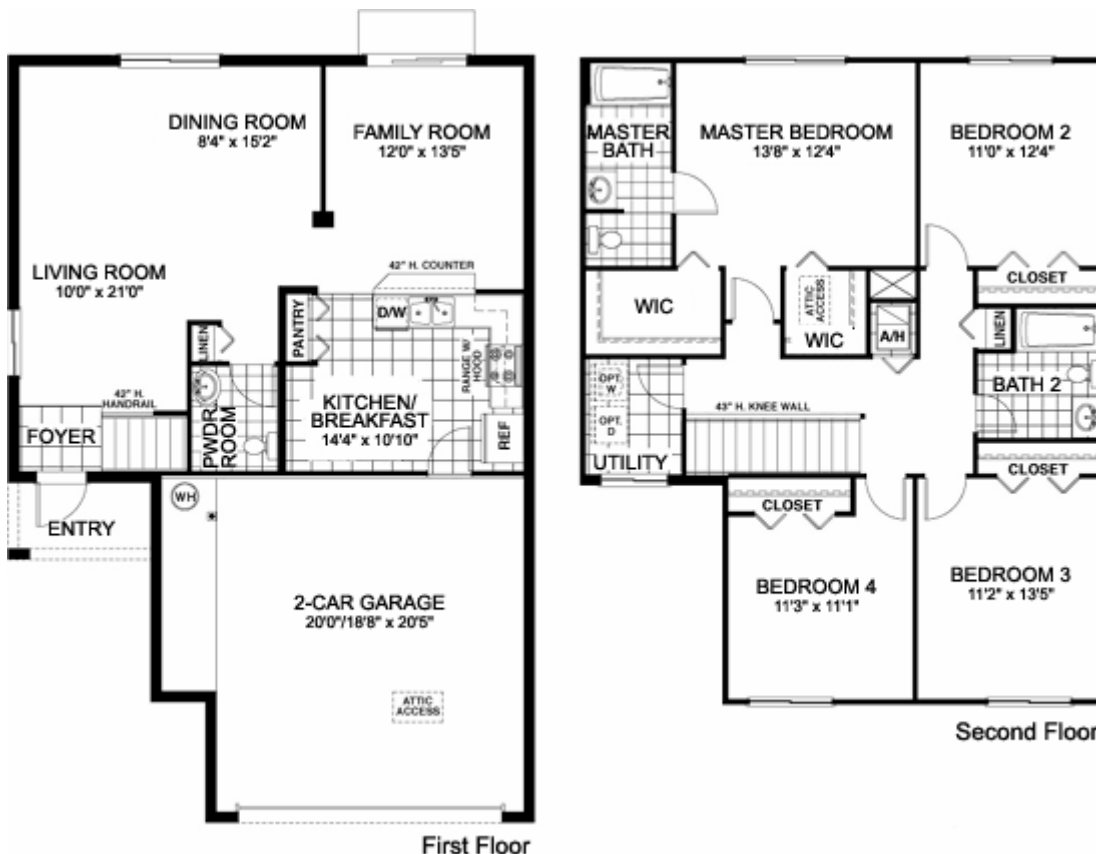 DINING ROOM
8'4" x 15'2"
FAMILY ROOM
12'0" x 13'5"
LIVING ROOM
10'0" x 21'0"
42" H. COUNTER
D/W
PANTRY
LINEN
RANGE W/
HOOD
42" H.
HANDRAIL
FOYER
PWDR.
ROOM
KITCHEN/
BREAKFAST
14'4" x 10'10"
REF
ENTRY
WH
2-CAR GARAGE
20'0"/18'8" x 20'5"
ATTIC
ACCESS
First Floor
MASTER
BATH
MASTER BEDROOM
13'8" x 12'4"
BEDROOM 2
11'0" x 12'4"
WIC
ATTIC
ACCESS
WIC
A/H
CLOSET
LINEN
BATH 2
OPT.
W
OPT.
D
UTILITY
43" H. KNEE WALL
CLOSET
CLOSET
BEDROOM 4
11'3" x 11'1"
BEDROOM 3
11'2" x 13'5"
Second Floor